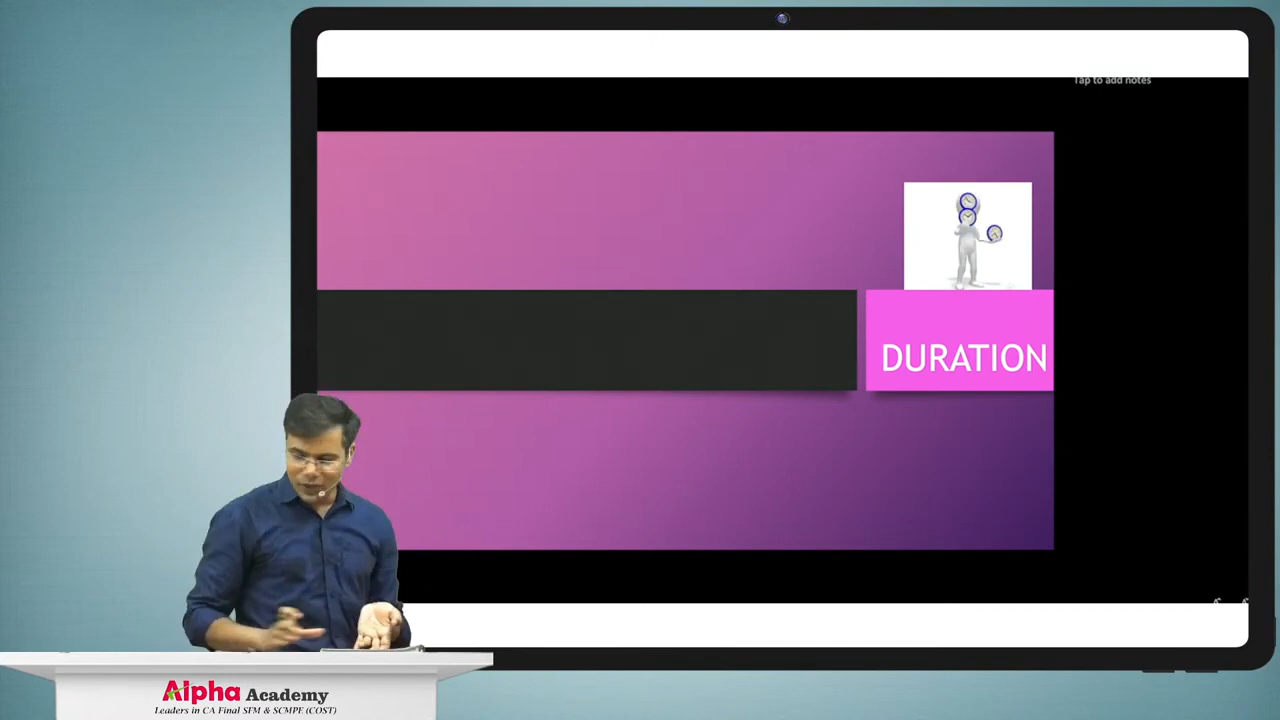 Tap to add notes
DURATION
Alpha Academy
Leaders in CA Final SFM & SCMPE (COST)